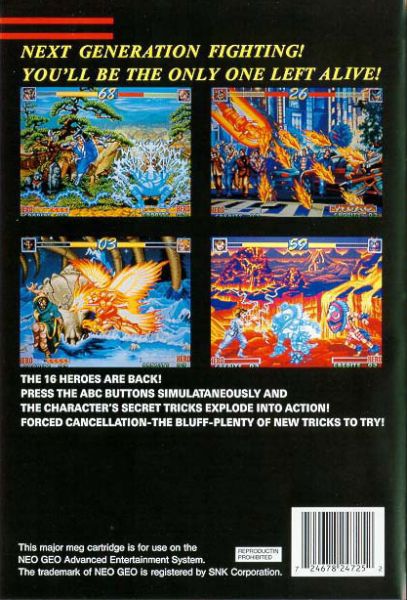 NEXT GENERATION FIGHTING!
YOU'LL BE THE ONLY ONE LEFT ALIVE!
68
26
03
59
THE 16 HEROES ARE BACK!
PRESS THE ABC BUTTONS SIMULATANEOUSLY AND
THE CHARACTER'S SECRET TRICKS EXPLODE INTO ACTION!
FORCED CANCELLATION-THE BLUFF-PLENTY OF NEW TRICKS TO TRY!
This major meg cartridge is for use on the
NEO GEO Advanced Entertainment System.
The trademark of NEO GEO is registered by SNK Corporation.
REPRODUCTIN
PROHIBITED
7 24678 24725 2